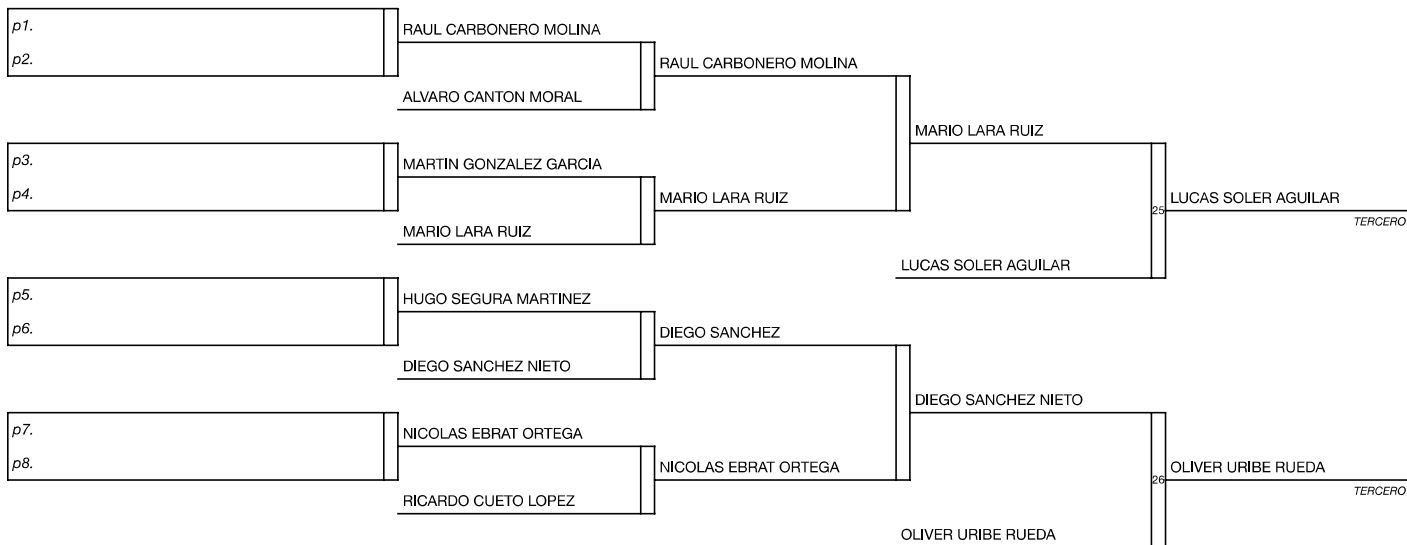 p1.
RAUL CARBONERO MOLINA
p2.
RAUL CARBONERO MOLINA
ALVARO CANTON MORAL
MARIO LARA RUIZ
p3.
MARTIN GONZALEZ GARCIA
p4.
MARIO LARA RUIZ
25
LUCAS SOLER AGUILAR
TERCERO
MARIO LARA RUIZ
LUCAS SOLER AGUILAR
p5.
HUGO SEGURA MARTINEZ
p6.
DIEGO SANCHEZ
DIEGO SANCHEZ NIETO
DIEGO SANCHEZ NIETO
p7.
NICOLAS EBRAT ORTEGA
p8.
NICOLAS EBRAT ORTEGA
26
OLIVER URIBE RUEDA
TERCERO
RICARDO CUETO LOPEZ
OLIVER URIBE RUEDA